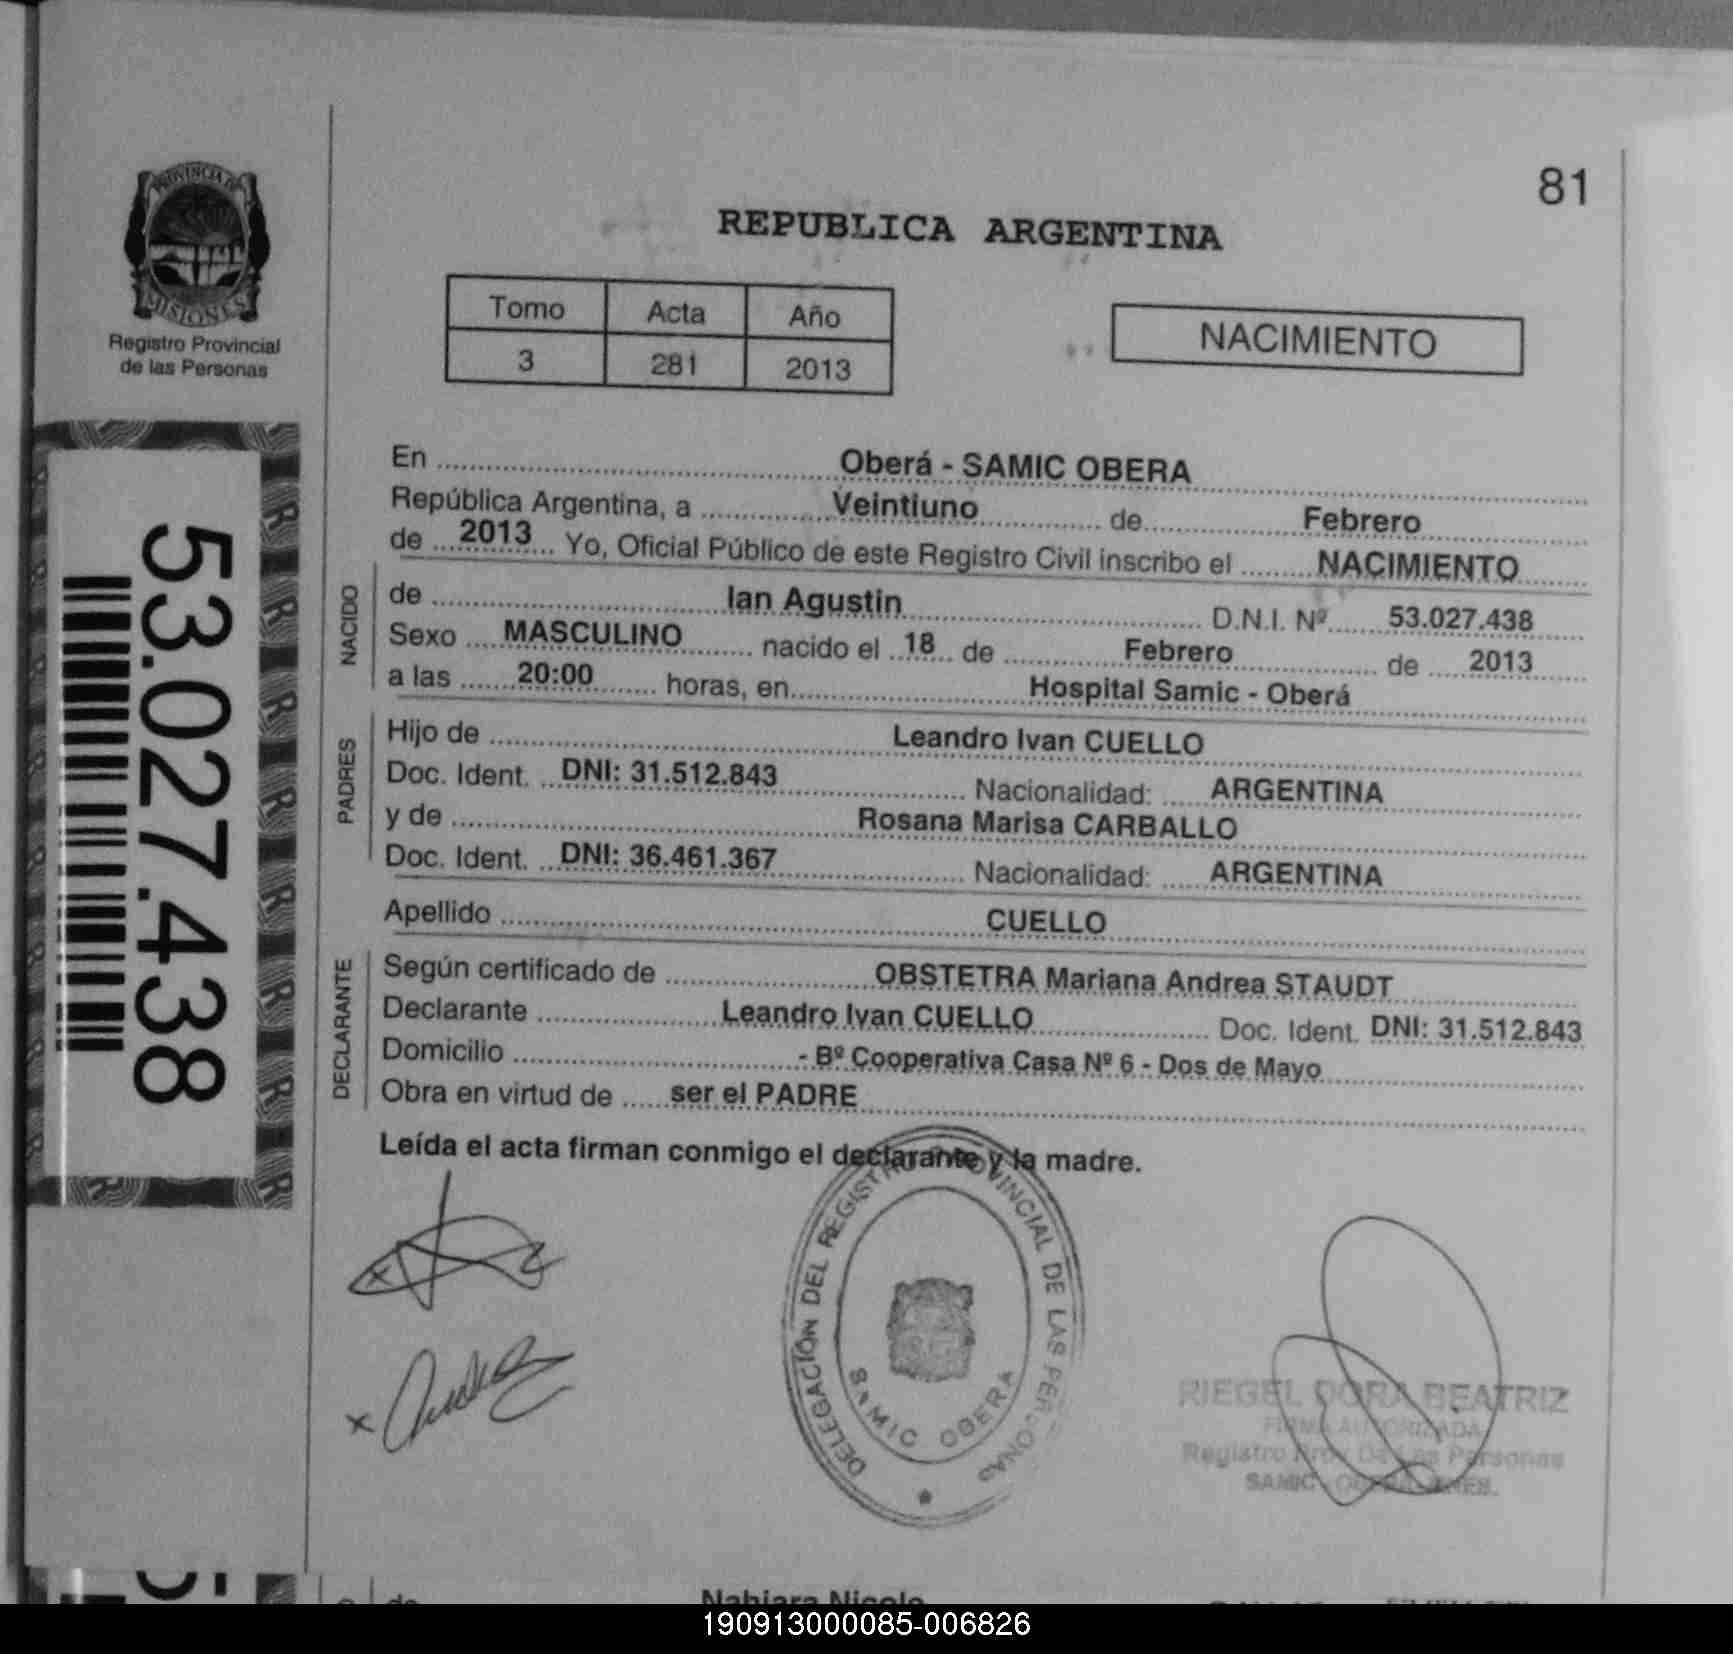 81
PROVINCIA DE
MISIONES
Registro Provincial
de las Personas
REPUBLICA ARGENTINA
Tomo Acta Año
3 281 2013
NACIMIENTO
53.027.438
En Oberá - SAMIC OBERA
República Argentina, a Veintiuno de Febrero
de 2013 Yo, Oficial Público de este Registro Civil inscribo el NACIMIENTO
NACIDO
de Ian Agustin D.N.I. Nº 53.027.438
Sexo MASCULINO nacido el 18 de Febrero de 2013
a las 20:00 horas, en Hospital Samic - Oberá
PADRES
Hijo de Leandro Ivan CUELLO
Doc. Ident. DNI: 31.512.843 Nacionalidad: ARGENTINA
y de Rosana Marisa CARBALLO
Doc. Ident. DNI: 36.461.367 Nacionalidad: ARGENTINA
Apellido CUELLO
DECLARANTE
Según certificado de OBSTETRA Mariana Andrea STAUDT
Declarante Leandro Ivan CUELLO Doc. Ident. DNI: 31.512.843
Domicilio - Bº Cooperativa Casa Nº 6 - Dos de Mayo
Obra en virtud de ser el PADRE
Leída el acta firman conmigo el declarante y la madre.
DELEGACIÓN DEL REGISTRO PROVINCIAL DE LAS PERSONAS
SAMIC OBERA
RIEGEL DORA BEATRIZ
FIRMA AUTORIZADA
Registro Prov. De Las Personas
SAMIC
de Nahiara Nicole
190913000085-006826